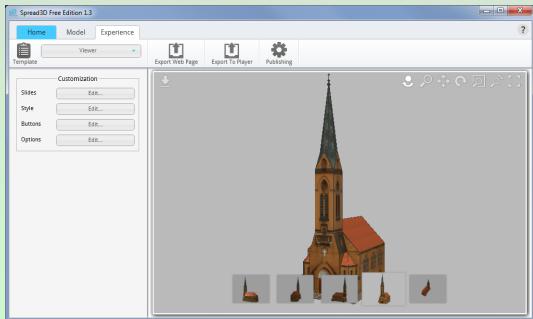 Spread3D Free Edition 1.3
Home Model Experience
?
Viewer
Template Export Web Page Export To Player Publishing
Customization
Slides Edit...
Style Edit...
Buttons Edit...
Options Edit...